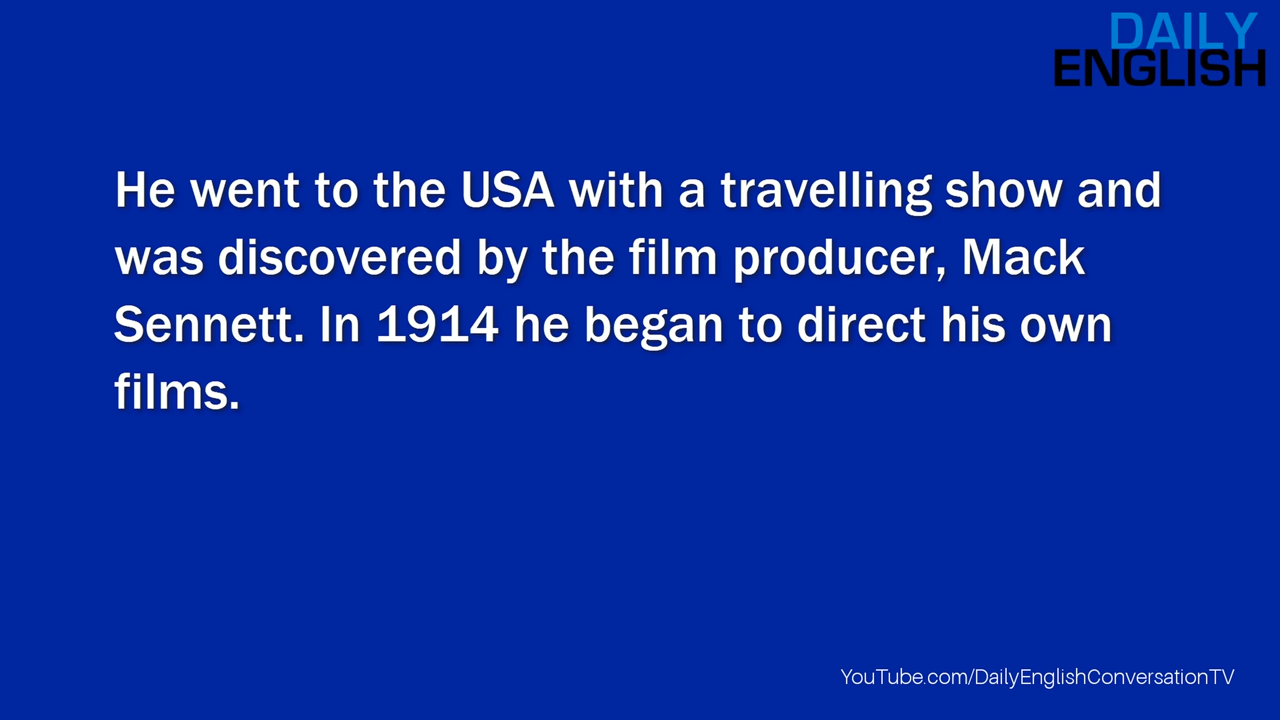 DAILY
ENGLISH
He went to the USA with a travelling show and
was discovered by the film producer, Mack
Sennett. In 1914 he began to direct his own
films.
YouTube.com/DailyEnglishConversationTV